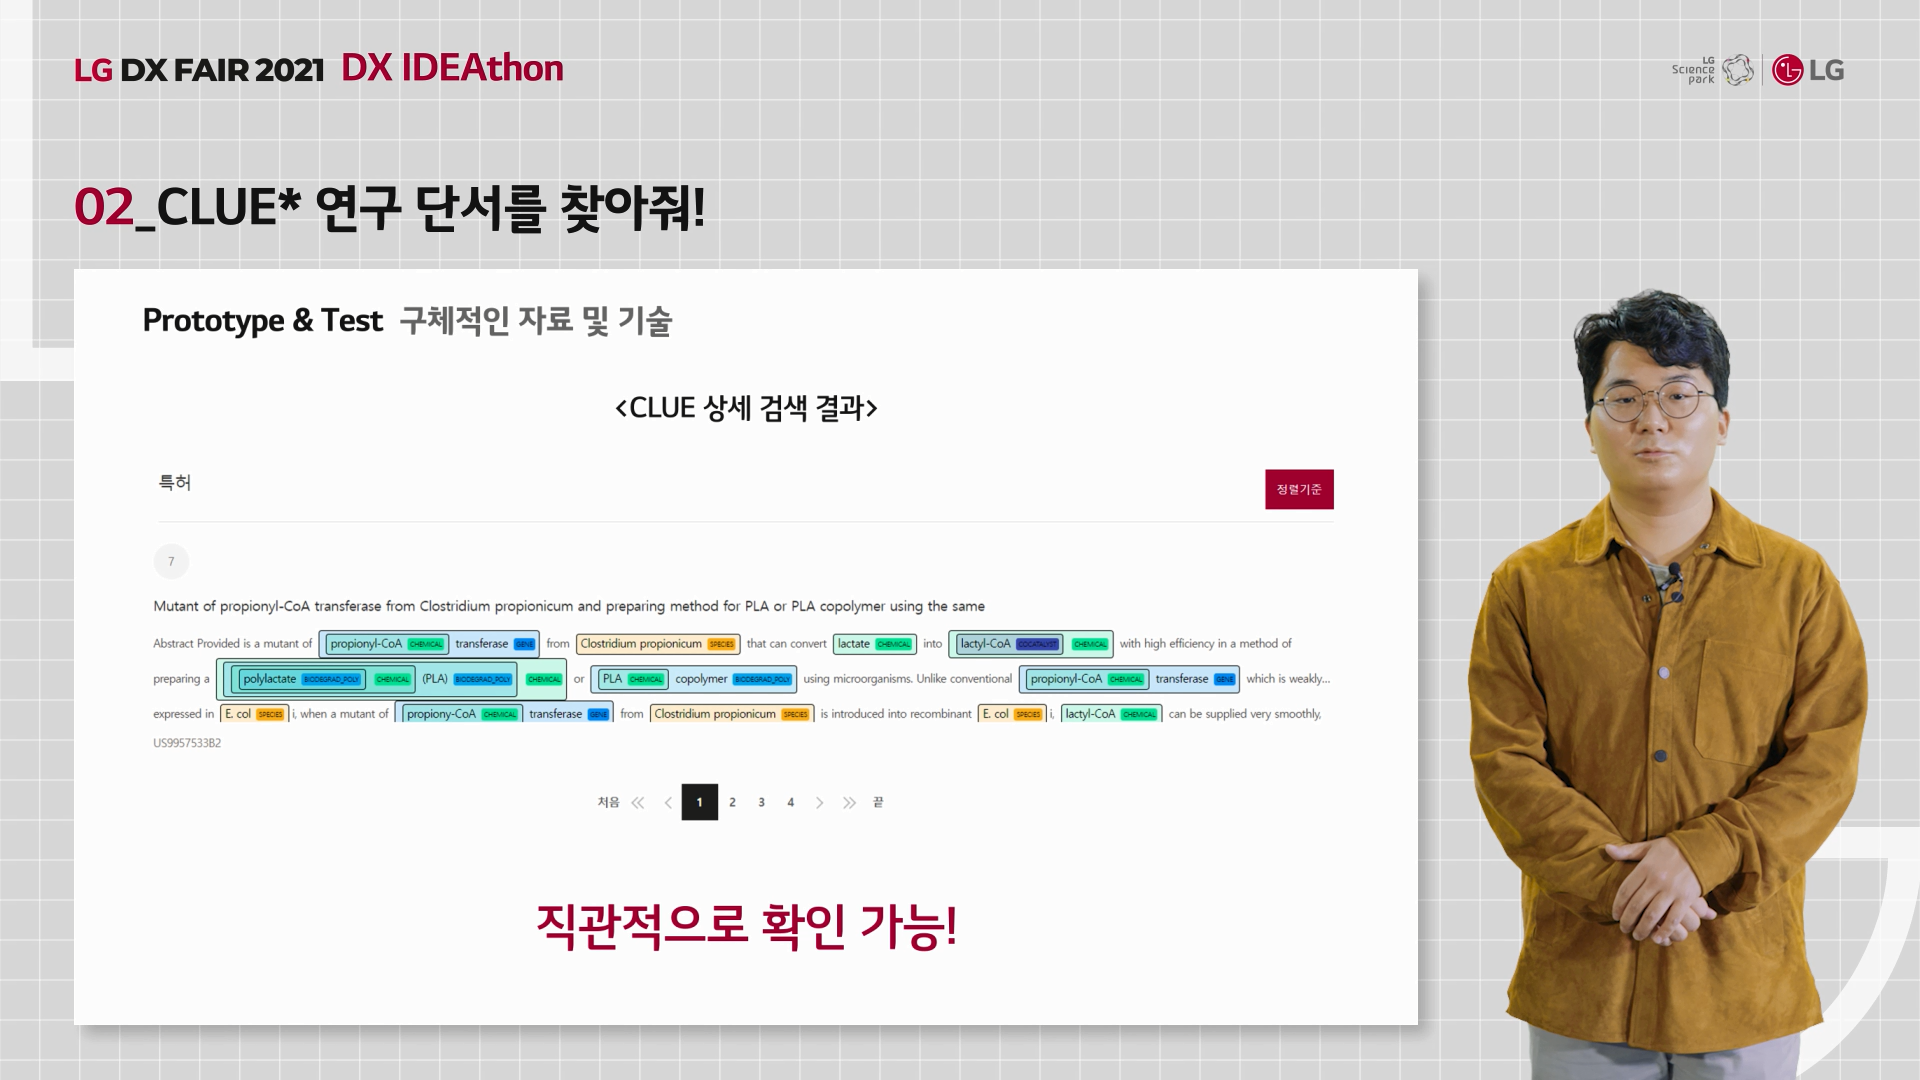 LG DX FAIR 2021 DX IDEAthon
LG Science park
LG
02_CLUE* 연구 단서를 찾아줘!
Prototype & Test 구체적인 자료 및 기술
<CLUE 상세 검색 결과>
특허
정렬기준
7
Mutant of propionyl-CoA transferase from Clostridium propionicum and preparing method for PLA or PLA copolymer using the same
Abstract Provided is a mutant of propionyl-CoA CHEMICAL transferase GENE from Clostridium propionicum SPECIES that can convert lactate CHEMICAL into lactyl-CoA COCATALYST CHEMICAL with high efficiency in a method of
preparing a polylactate BIODEGRAD_POLY CHEMICAL (PLA) BIODEGRAD_POLY CHEMICAL or PLA CHEMICAL copolymer BIODEGRAD_POLY using microorganisms. Unlike conventional propionyl-CoA CHEMICAL transferase GENE which is weakly...
expressed in E. col SPECIES i, when a mutant of propiony-CoA CHEMICAL transferase GENE from Clostridium propionicum SPECIES is introduced into recombinant E. col SPECIES i, lactyl-CoA CHEMICAL can be supplied very smoothly,
US9957533B2
처음 « < 1 2 3 4 > » 끝
직관적으로 확인 가능!